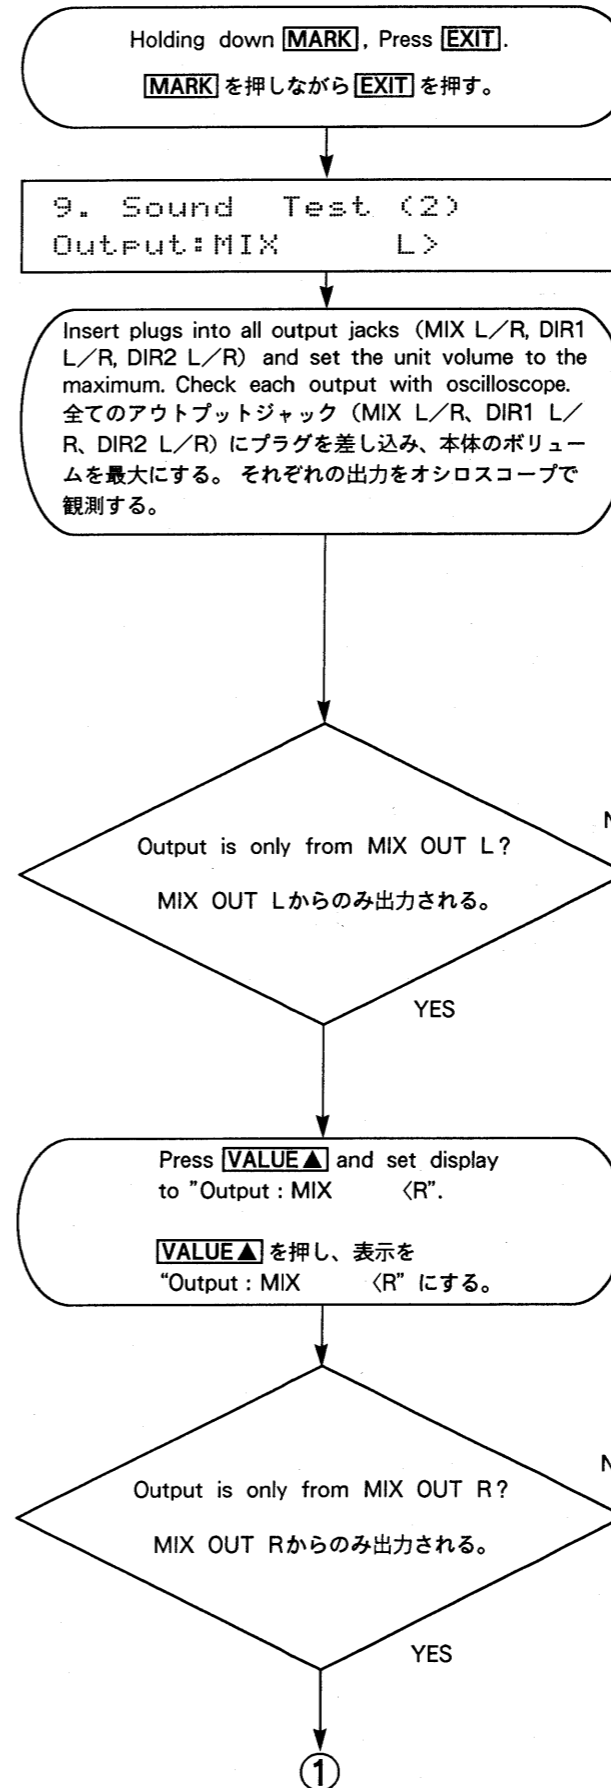 Holding down MARK, Press EXIT.
MARK を押しながら EXIT を押す。
9. Sound Test (2)
Output:MIX L>
Insert plugs into all output jacks (MIX L/R, DIR1
L/R, DIR2 L/R) and set the unit volume to the
maximum. Check each output with oscilloscope.
全てのアウトプットジャック（MIX L/R、DIR1 L/
R、DIR2 L/R）にプラグを差し込み、本体のボリュー
ムを最大にする。 それぞれの出力をオシロスコープで
観測する。
N
Output is only from MIX OUT L?
MIX OUT Lからのみ出力される。
YES
Press VALUE▲ and set display
to "Output : MIX 〈R".
VALUE▲ を押し、表示を
“Output : MIX 〈R” にする。
N
Output is only from MIX OUT R?
MIX OUT Rからのみ出力される。
YES
①